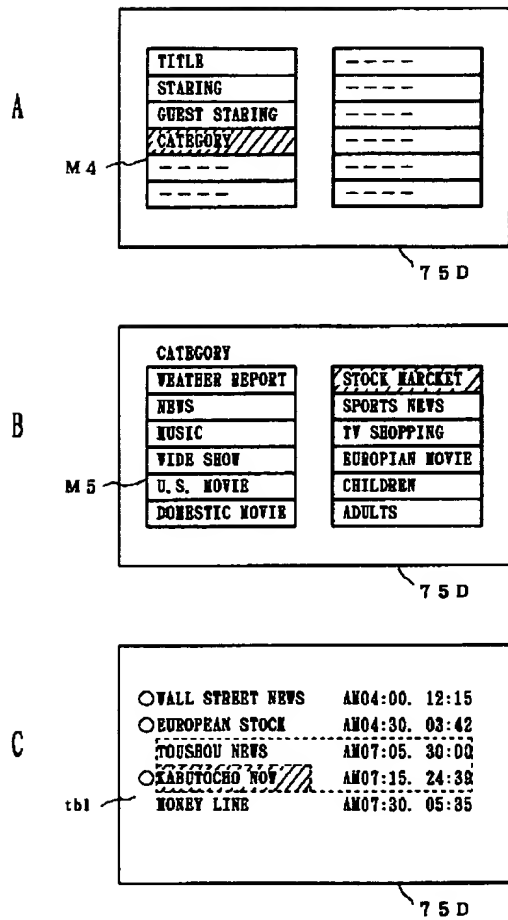 A
TITLE
STARING
GUEST STARING
CATEGORY
- - - - -
- - - - -
- - - - -
- - - - -
- - - - -
- - - - -
- - - - -
- - - - -
M4
75D
B
CATEGORY
WEATHER REPORT
NEWS
MUSIC
WIDE SHOW
U.S. MOVIE
DOMESTIC MOVIE
STOCK MARCKET
SPORTS NEWS
TV SHOPPING
EUROPIAN MOVIE
CHILDREN
ADULTS
M5
75D
C
WALL STREET NEWS AM04:00. 12:15
EUROPEAN STOCK AM04:30. 03:42
TOUSHOU NEWS AM07:05. 30:00
KABUTOCHO NOW AM07:15. 24:38
MONEY LINE AM07:30. 05:35
tbl
75D